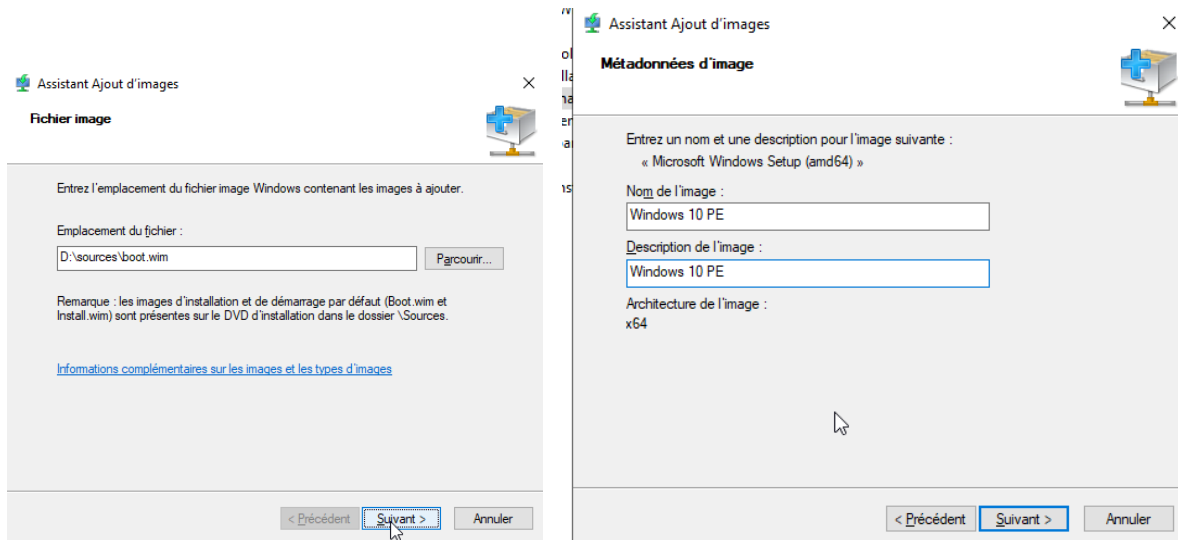 Assistant Ajout d'images
Fichier image
Entrez l'emplacement du fichier image Windows contenant les images à ajouter.
Emplacement du fichier :
D:\sources\boot.wim
Parcourir...
Remarque : les images d'installation et de démarrage par défaut (Boot.wim et
Install.wim) sont présentes sur le DVD d'installation dans le dossier \Sources.
Informations complémentaires sur les images et les types d'images
< Précédent
Suivant >
Annuler
Assistant Ajout d'images
Métadonnées d'image
Entrez un nom et une description pour l'image suivante :
« Microsoft Windows Setup (amd64) »
Nom de l'image :
Windows 10 PE
Description de l'image :
Windows 10 PE
Architecture de l'image :
x64
< Précédent
Suivant >
Annuler